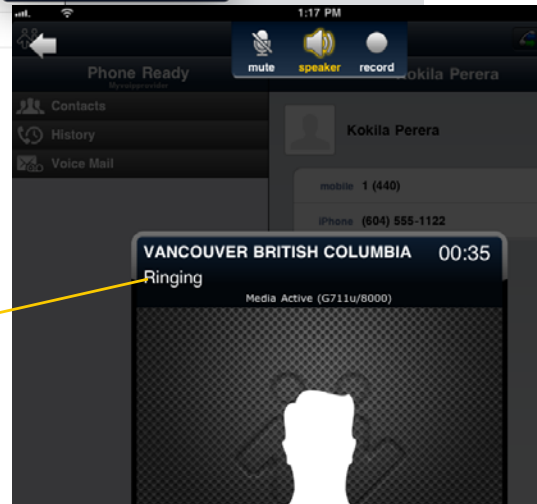 1:17 PM
mute speaker record
Phone Ready
Mysipprovider
Kokila Perera
Contacts
History
Voice Mail
Kokila Perera
mobile 1 (440)
iPhone (604) 555-1122
VANCOUVER BRITISH COLUMBIA 00:35
Ringing
Media Active (G711u/8000)